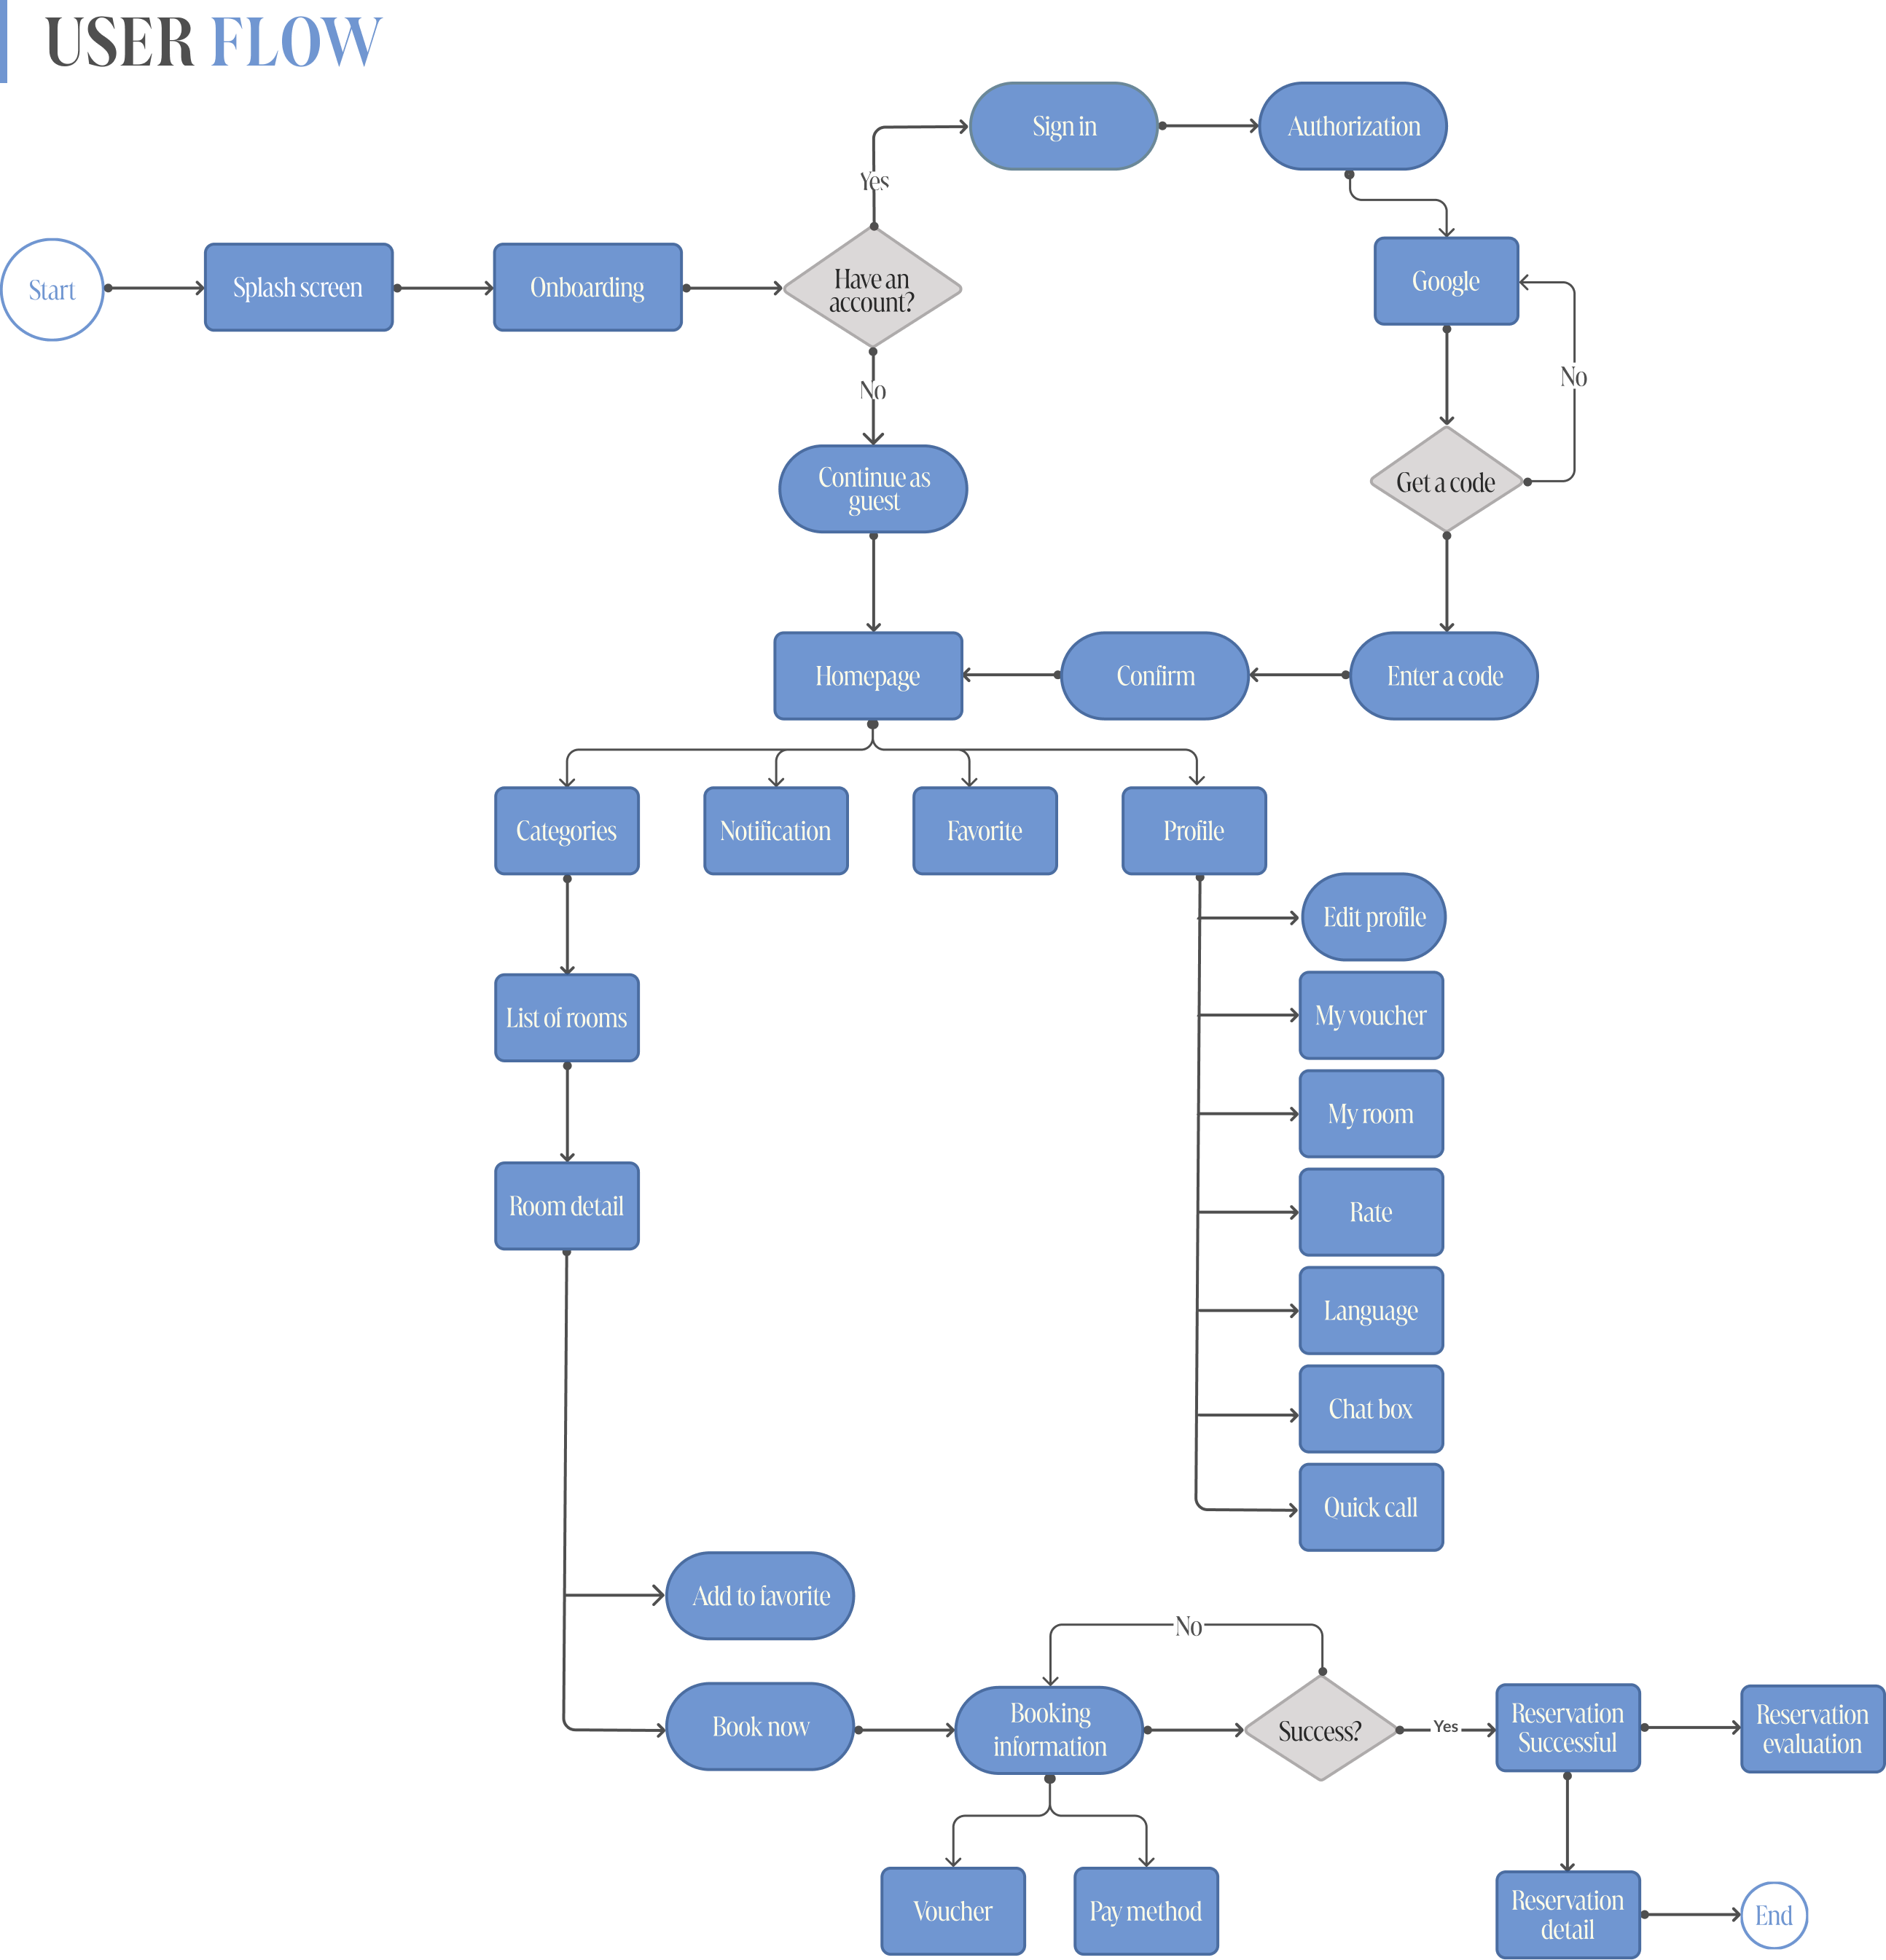 USER FLOW
Sign in
Authorization
Yes
Start
Splash screen
Onboarding
Have an
account?
Google
No
No
Continue as
guest
Get a code
Homepage
Confirm
Enter a code
Categories
Notification
Favorite
Profile
Edit profile
List of rooms
My voucher
My room
Room detail
Rate
Language
Chat box
Quick call
Add to favorite
No
Book now
Booking
information
Success?
Yes
Reservation
Successful
Reservation
evaluation
Voucher
Pay method
Reservation
detail
End